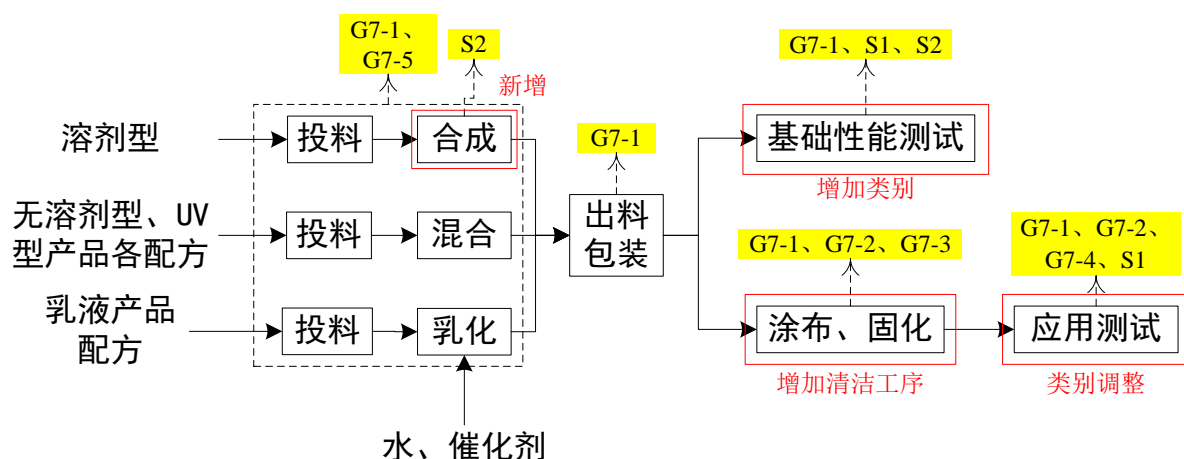 G7-1、
G7-5
S2
新增
G7-1、S1、S2
溶剂型
投料
合成
G7-1
基础性能测试
增加类别
无溶剂型、UV
型产品各配方
投料
混合
出料
包装
G7-1、G7-2、G7-3
G7-1、G7-2、
G7-4、S1
乳液产品
配方
投料
乳化
涂布、固化
应用测试
增加清洁工序
类别调整
水、催化剂